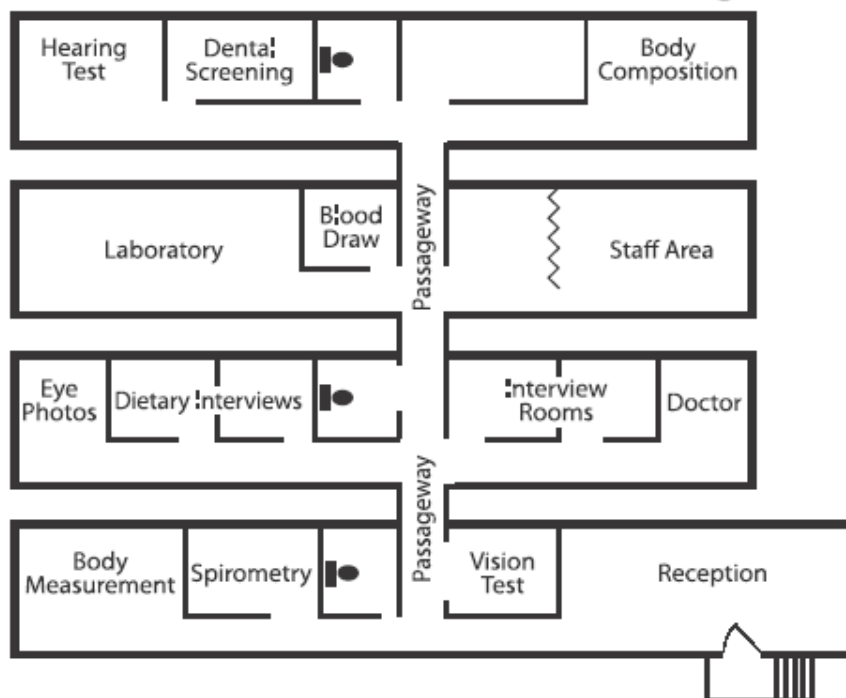 Hearing
Test
Dental
Screening
Body
Composition
Laboratory
Blood
Draw
Passageway
Staff Area
Eye
Photos
Dietary Interviews
Interview
Rooms
Doctor
Passageway
Body
Measurement
Spirometry
Vision
Test
Reception